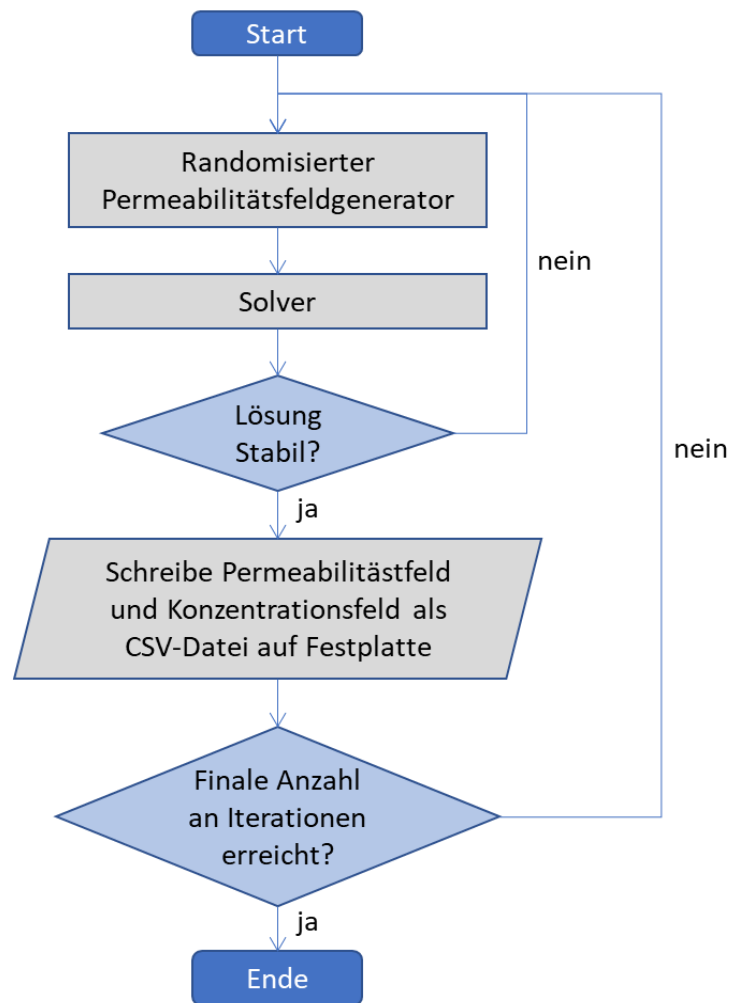 Start
Randomisierter
Permeabilitätsfeldgenerator
nein
Solver
Lösung
Stabil?
nein
ja
Schreibe Permeabilitästfeld
und Konzentrationsfeld als
CSV-Datei auf Festplatte
Finale Anzahl
an Iterationen
erreicht?
ja
Ende